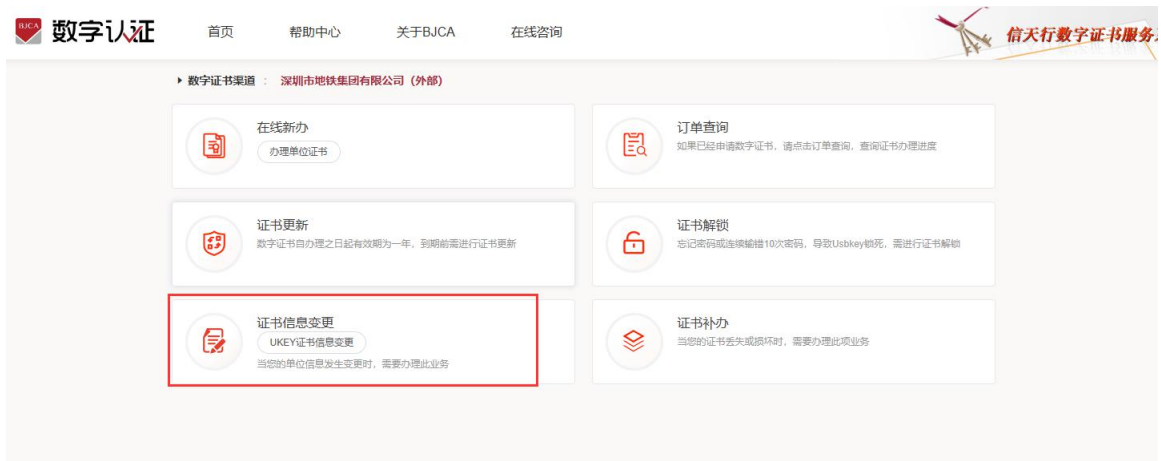 BJCA 数字认证 首页 帮助中心 关于BJCA 在线咨询 信天行数字证书服务
数字证书渠道 : 深圳市地铁集团有限公司（外部）
在线新办
办理单位证书
订单查询
如果已经申请数字证书，请点击订单查询，查询证书办理进度
证书更新
数字证书自办理之日起有效期为一年，到期前需进行证书更新
证书解锁
忘记密码或连续输错10次密码，导致Usbkey锁死，需进行证书解锁
证书信息变更
UKEY证书信息变更
当您的单位信息发生变更时，需要办理此业务
证书补办
当您的证书丢失或损坏时，需要办理此项业务